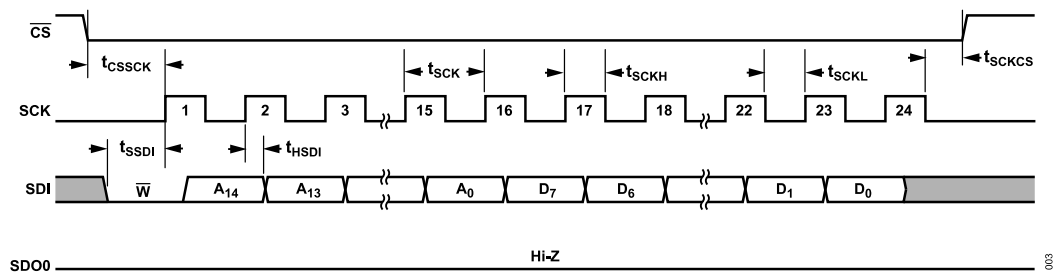 CS
tCSSCK
tSCK
tSCKH
tSCKL
tSCKCS
SCK
1 2 3 15 16 17 18 22 23 24
tSSDI
tHSDI
SDI
W A14 A13 A0 D7 D6 D1 D0
SDO0
Hi-Z
003